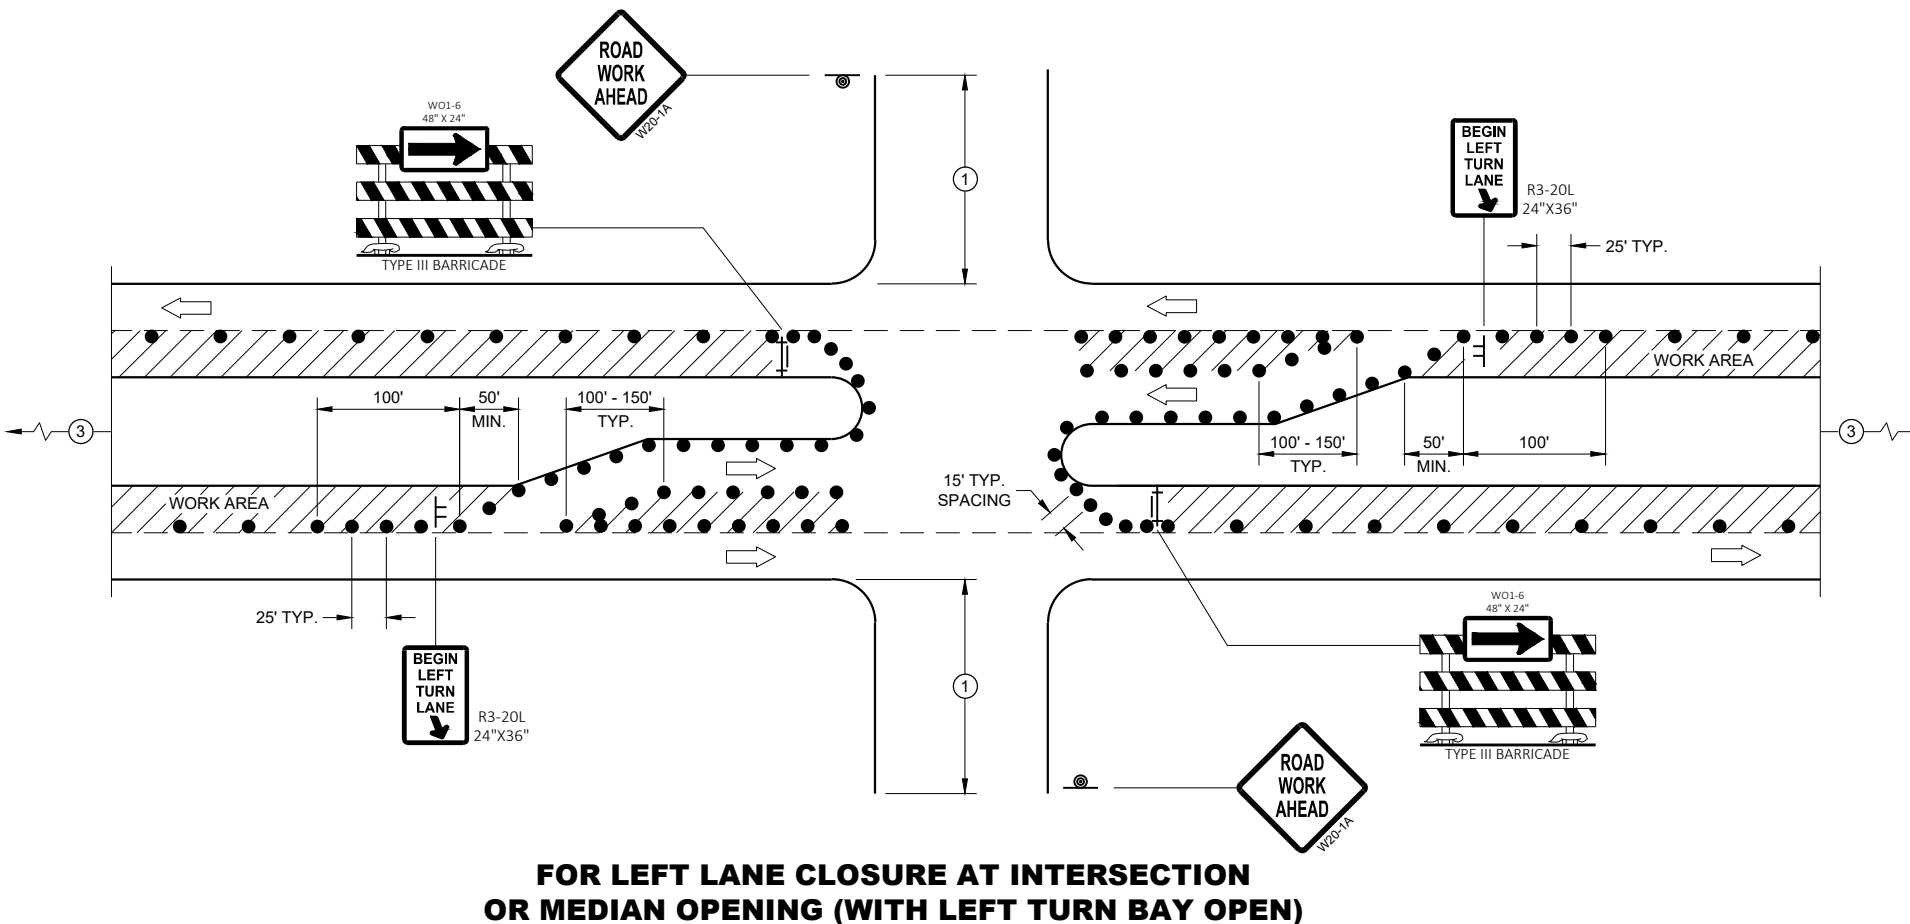 ROAD
WORK
AHEAD
W20-1A
WO1-6
48" X 24"
TYPE III BARRICADE
1
BEGIN
LEFT
TURN
LANE
R3-20L
24"X36"
25' TYP.
WORK AREA
100'
50'
MIN.
100' - 150'
TYP.
3
100' - 150'
TYP.
50'
MIN.
100'
3
15' TYP.
SPACING
WORK AREA
25' TYP.
BEGIN
LEFT
TURN
LANE
R3-20L
24"X36"
1
WO1-6
48" X 24"
TYPE III BARRICADE
ROAD
WORK
AHEAD
W20-1A
FOR LEFT LANE CLOSURE AT INTERSECTION
OR MEDIAN OPENING (WITH LEFT TURN BAY OPEN)